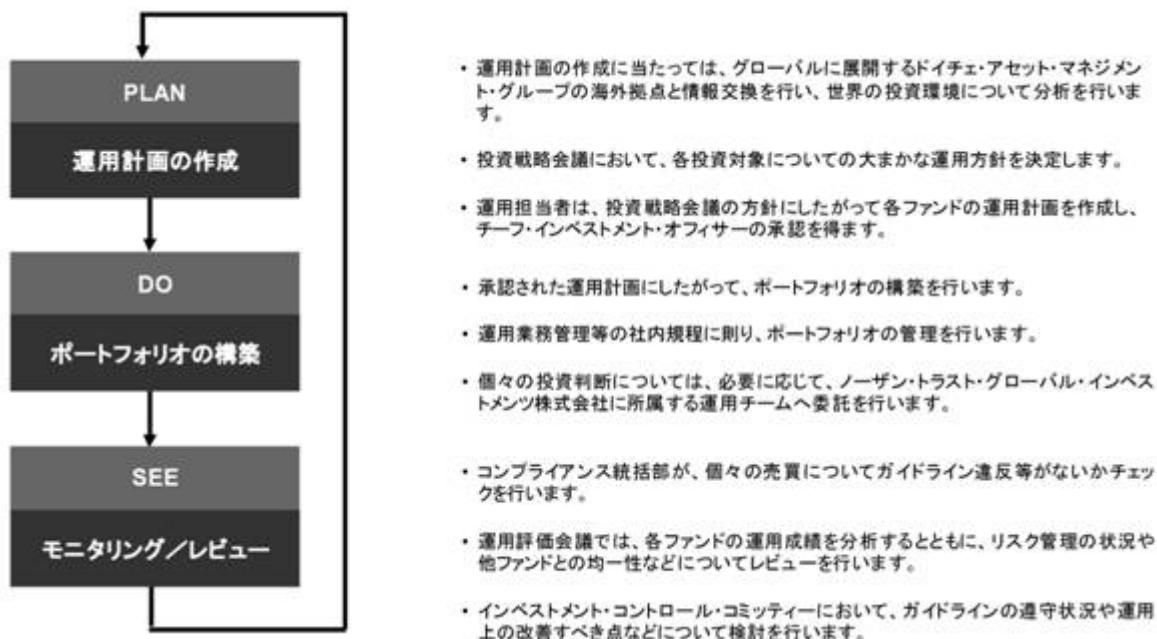 PLAN
運用計画の作成
・ 運用計画の作成に当たっては、グローバルに展開するドイチェ・アセット・マネジメン
ト・グループの海外拠点と情報交換を行い、世界の投資環境について分析を行いま
す。
・ 投資戦略会議において、各投資対象についての大まかな運用方針を決定します。
・ 運用担当者は、投資戦略会議の方針にしたがって各ファンドの運用計画を作成し、
チーフ・インベストメント・オフィサーの承認を得ます。
DO
ポートフォリオの構築
・ 承認された運用計画にしたがって、ポートフォリオの構築を行います。
・ 運用業務管理等の社内規程に則り、ポートフォリオの管理を行います。
・ 個々の投資判断については、必要に応じて、ノーザン・トラスト・グローバル・インベス
トメンツ株式会社に所属する運用チームへ委託を行います。
SEE
モニタリング／レビュー
・ コンプライアンス統括部が、個々の売買についてガイドライン違反等がないかチェッ
クを行います。
・ 運用評価会議では、各ファンドの運用成績を分析するとともに、リスク管理の状況や
他ファンドとの均一性などについてレビューを行います。
・ インベストメント・コントロール・コミッティーにおいて、ガイドラインの遵守状況や運用
上の改善すべき点などについて検討を行います。